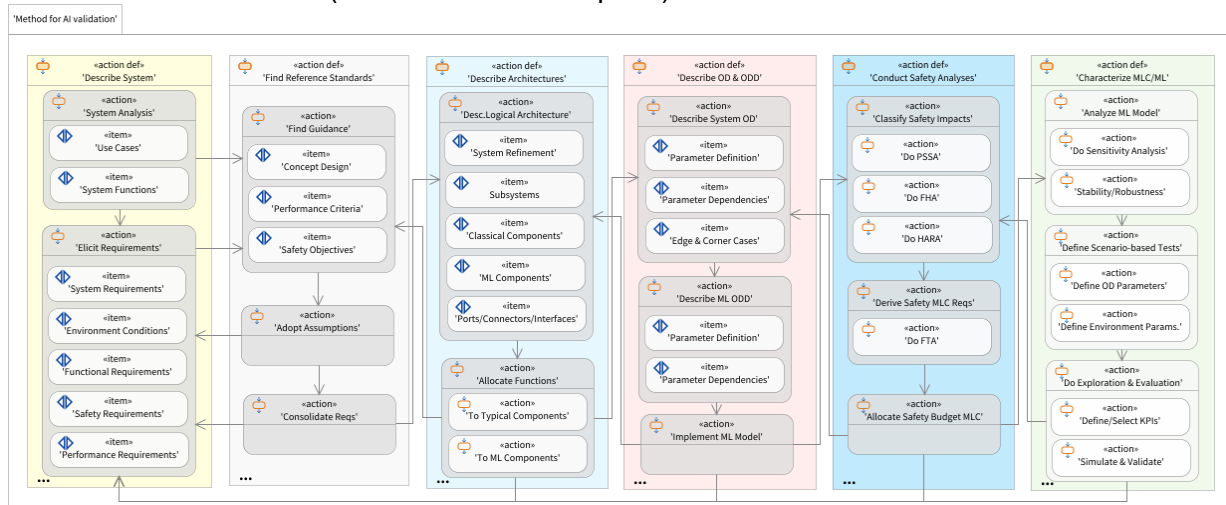 'Method for AI validation'
«action def»
'Describe System'
«action»
'System Analysis'
«item»
'Use Cases'
«item»
'System Functions'
«action»
'Elicit Requirements'
«item»
'System Requirements'
«item»
'Environment Conditions'
«item»
'Functional Requirements'
«item»
'Safety Requirements'
«item»
'Performance Requirements'
...
«action def»
'Find Reference Standards'
«action»
'Find Guidance'
«item»
'Concept Design'
«item»
'Performance Criteria'
«item»
'Safety Objectives'
«action»
'Adopt Assumptions'
«action»
'Consolidate Reqs'
...
«action def»
'Describe Architectures'
«action»
'Desc.Logical Architecture'
«item»
'System Refinement'
«item»
Subsystems
«item»
'Classical Components'
«item»
'ML Components'
«item»
'Ports/Connectors/Interfaces'
«action»
'Allocate Functions'
«action»
'To Typical Components'
«action»
'To ML Components'
...
«action def»
'Describe OD & ODD'
«action»
'Describe System OD'
«item»
'Parameter Definition'
«item»
'Parameter Dependencies'
«item»
'Edge & Corner Cases'
«action»
'Describe ML ODD'
«item»
'Parameter Definition'
«item»
'Parameter Dependencies'
«action»
'Implement ML Model'
...
«action def»
'Conduct Safety Analyses'
«action»
'Classify Safety Impacts'
«action»
'Do PSSA'
«action»
'Do FHA'
«action»
'Do HARA'
«action»
'Derive Safety MLC Reqs'
«action»
'Do FTA'
«action»
'Allocate Safety Budget MLC'
...
«action def»
'Characterize MLC/ML'
«action»
'Analyze ML Model'
«action»
'Do Sensitivity Analysis'
«action»
'Stability/Robustness'
«action»
'Define Scenario-based Tests'
«action»
'Define OD Parameters'
«action»
'Define Environment Params.'
«action»
'Do Exploration & Evaluation'
«action»
'Define/Select KPIs'
«action»
'Simulate & Validate'
...